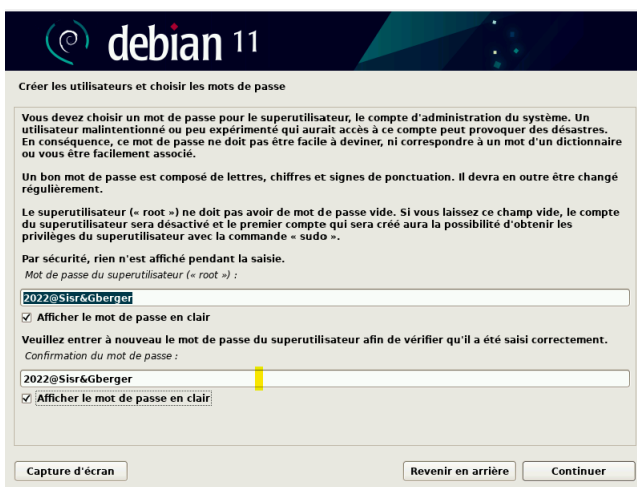 debian 11
Créer les utilisateurs et choisir les mots de passe
Vous devez choisir un mot de passe pour le superutilisateur, le compte d'administration du système. Un
utilisateur malintentionné ou peu expérimenté qui aurait accès à ce compte peut provoquer des désastres.
En conséquence, ce mot de passe ne doit pas être facile à deviner, ni correspondre à un mot d'un dictionnaire
ou vous être facilement associé.
Un bon mot de passe est composé de lettres, chiffres et signes de ponctuation. Il devra en outre être changé
régulièrement.
Le superutilisateur (« root ») ne doit pas avoir de mot de passe vide. Si vous laissez ce champ vide, le compte
du superutilisateur sera désactivé et le premier compte qui sera créé aura la possibilité d'obtenir les
privilèges du superutilisateur avec la commande « sudo ».
Par sécurité, rien n'est affiché pendant la saisie.
Mot de passe du superutilisateur (« root ») :
2022@Sisr&Gberger
Afficher le mot de passe en clair
Veuillez entrer à nouveau le mot de passe du superutilisateur afin de vérifier qu'il a été saisi correctement.
Confirmation du mot de passe :
2022@Sisr&Gberger
Afficher le mot de passe en clair
Capture d'écran
Revenir en arrière
Continuer